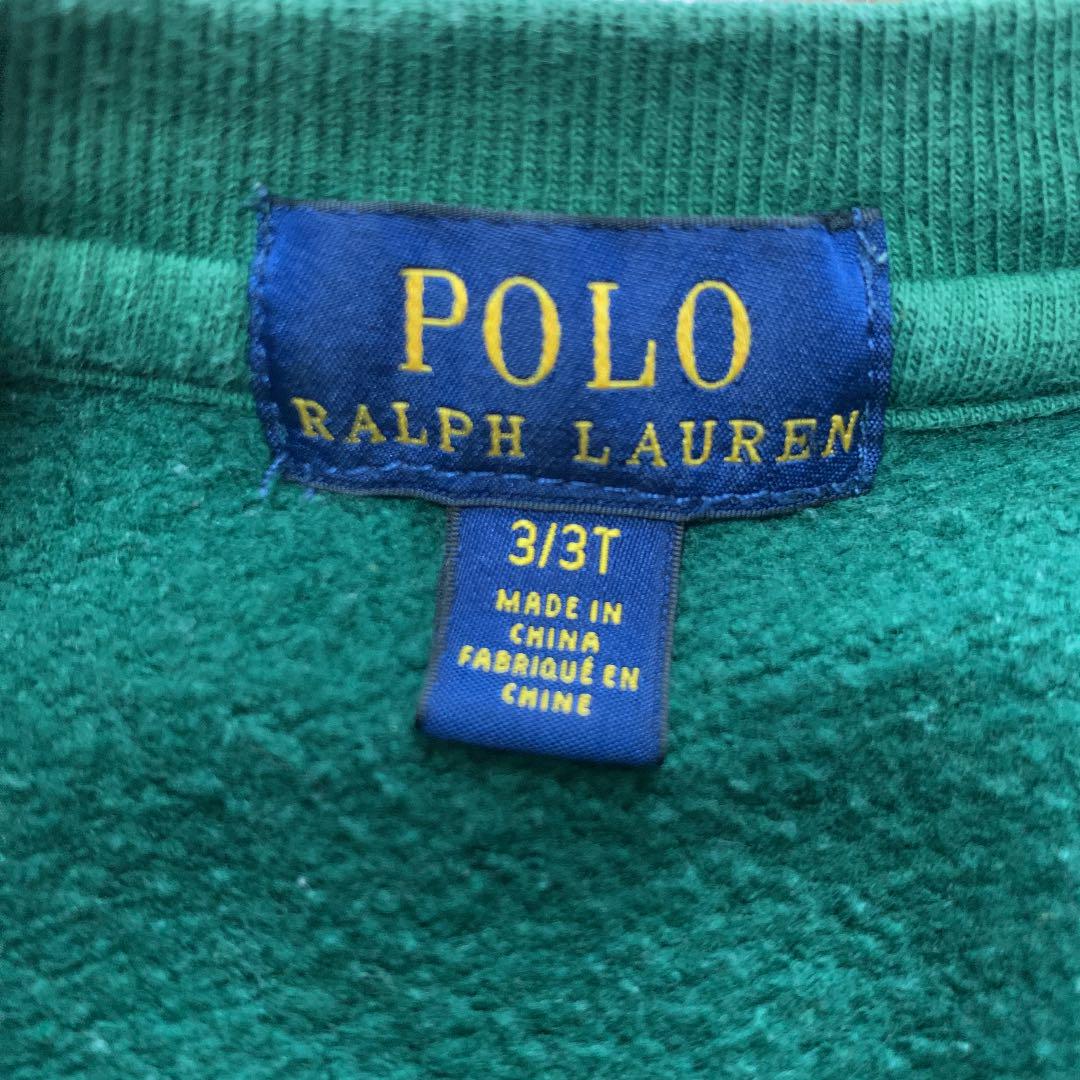 POLO
RALPH LAUREN
3/3T
MADE IN
CHINA
FABRIQUÉ EN
CHINE